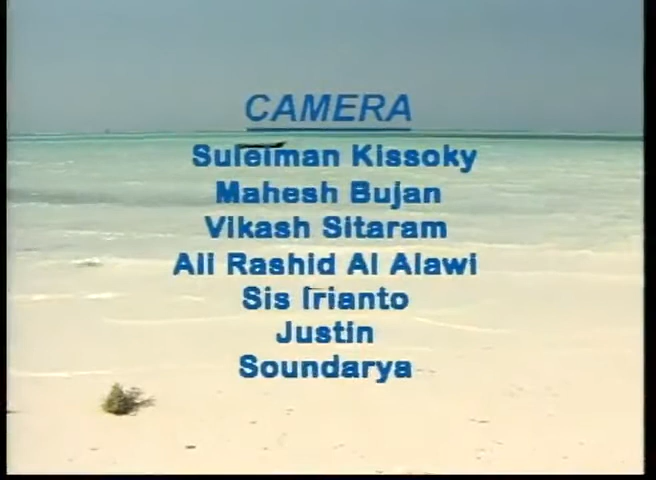 CAMERA
Suleiman Kissoky
Mahesh Bujan
Vikash Sitaram
Ali Rashid Al Alawi
Sis Irianto
Justin
Soundarya